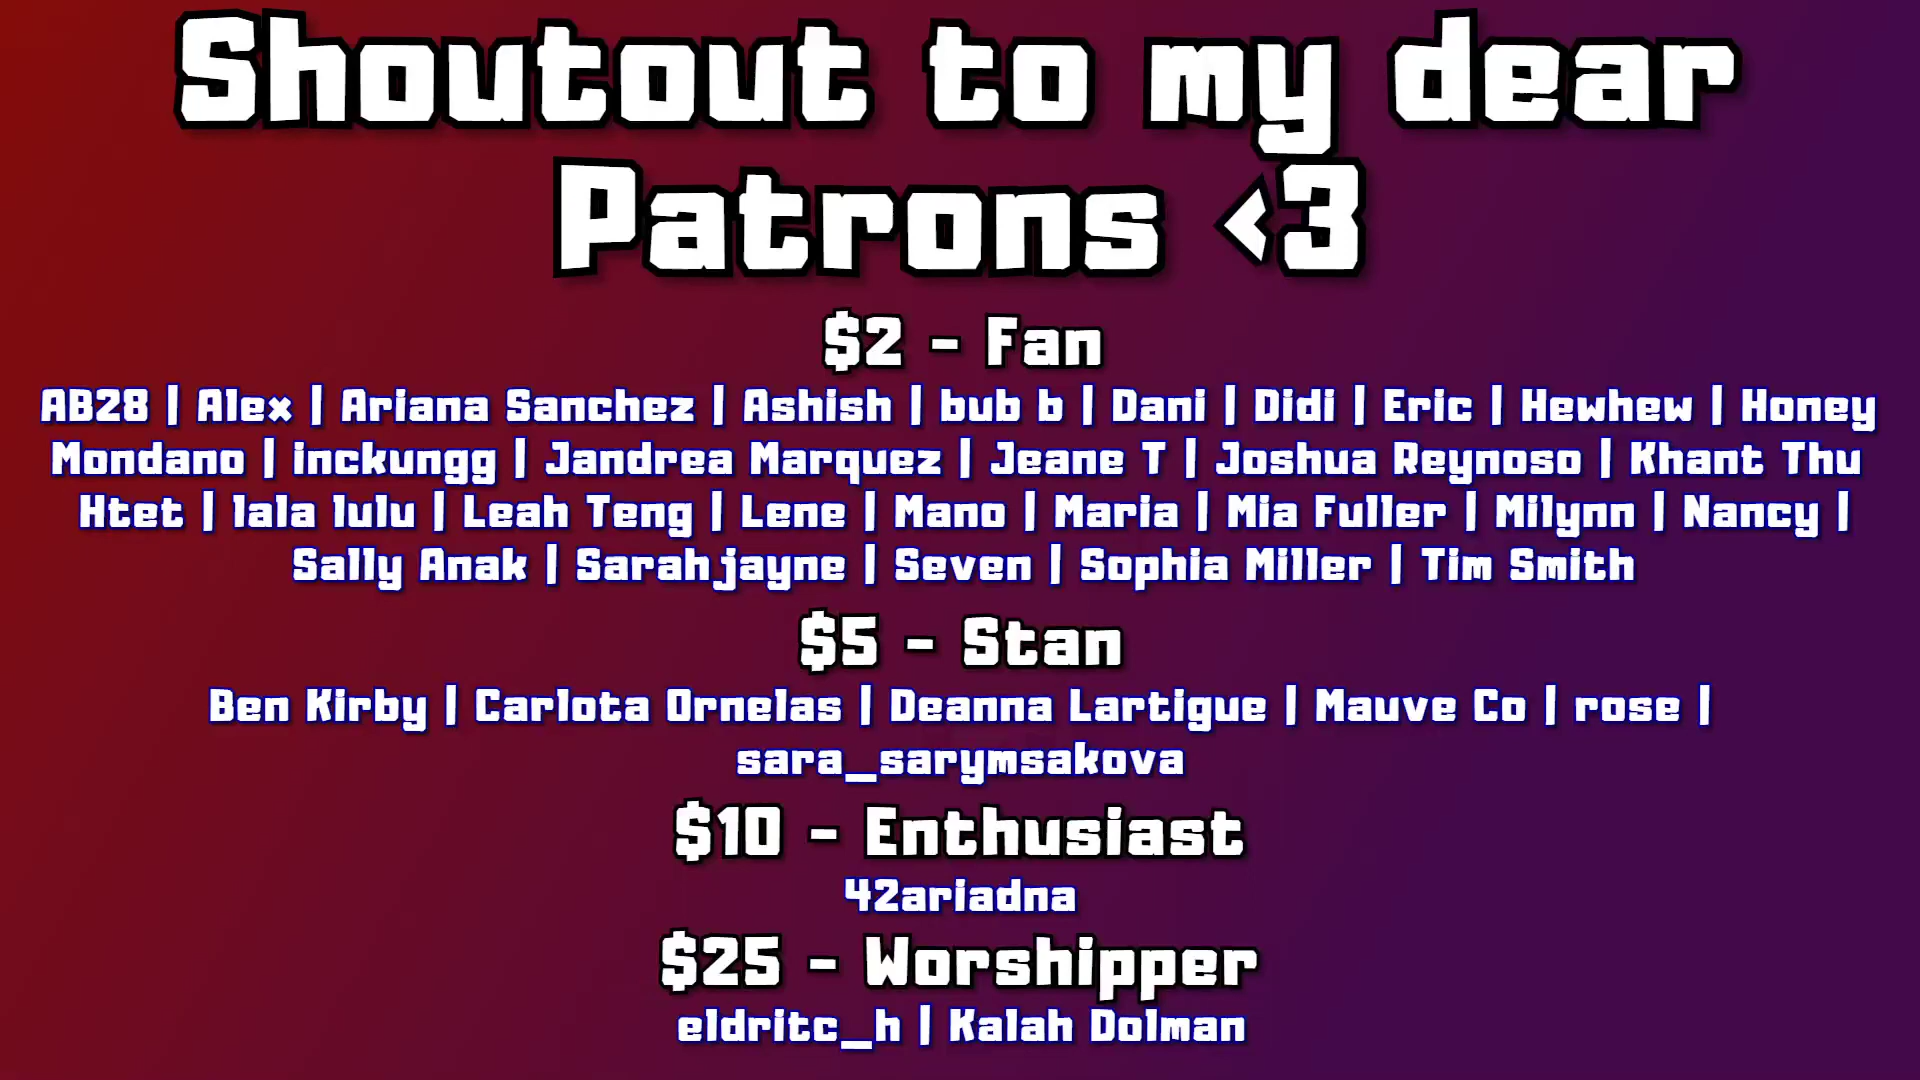 Shoutout to my dear
Patrons <3
$2 - Fan
AB28 | Alex | Ariana Sanchez | Ashish | bub b | Dani | Didi | Eric | Hewhew | Honey
Mondano | inckungg | Jandrea Marquez | Jeane T | Joshua Reynoso | Khant Thu
Htet | lala lulu | Leah Teng | Lene | Mano | Maria | Mia Fuller | Milynn | Nancy |
Sally Anak | Sarahjayne | Seven | Sophia Miller | Tim Smith
$5 - Stan
Ben Kirby | Carlota Ornelas | Deanna Lartigue | Mauve Co | rose |
sara_sarymsakova
$10 - Enthusiast
42ariadna
$25 - Worshipper
eldritc_h | Kalah Dolman